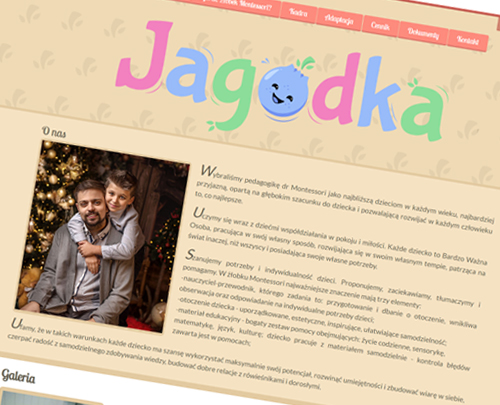 Żłobek Montessori? Kadra Adaptacja Cennik Dokumenty Kontakt
Jagodka
O nas
Wybraliśmy pedagogikę dr Montessori jako najbliższą dzieciom w każdym wieku, najbardziej
przyjazną, opartą na głębokim szacunku do dziecka i pozwalającą rozwijać w każdym człowieku
to, co najlepsze.
Uczymy się wraz z dziećmi współdziałania w pokoju i miłości. Każde dziecko to Bardzo Ważna
Osoba, pracująca w swój własny sposób, rozwijająca się w swoim własnym tempie, patrząca na
świat inaczej, niż wszyscy i posiadająca swoje własne potrzeby.
Szanujemy potrzeby i indywidualność dzieci. Proponujemy, zaciekawiamy, tłumaczymy i
pomagamy. W żłobku Montessori najważniejsze znaczenie mają trzy elementy:
-nauczyciel-przewodnik, którego zadania to: przygotowanie i dbanie o otoczenie, wnikliwa
obserwacja oraz odpowiadanie na indywidualne potrzeby dzieci;
-otoczenie dziecka - uporządkowane, estetyczne, inspirujące, ułatwiające samodzielność;
-materiał edukacyjny - bogaty zestaw pomocy obejmujących: życie codzienne, sensorykę,
matematykę, język, kulturę; dziecko pracuje z materiałem samodzielnie - kontrola błędów
zawarta jest w pomocach;
Ufamy, że w takich warunkach każde dziecko ma szansę wykorzystać maksymalnie swój potencjał, rozwinąć umiejętności i zbudować wiarę w siebie,
czerpać radość z samodzielnego zdobywania wiedzy, budować dobre relacje z rówieśnikami i dorosłymi.
Galeria